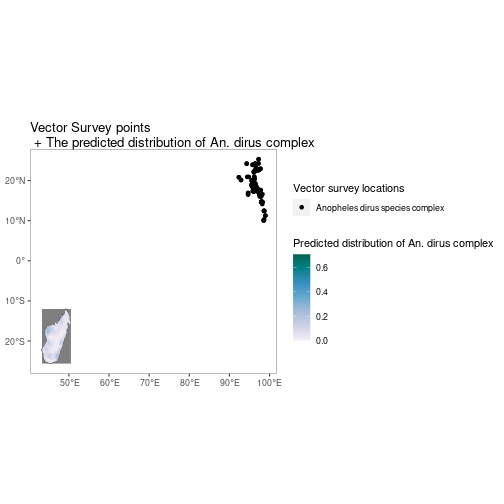 Vector Survey points
+ The predicted distribution of An. dirus complex
20°N
10°N
0°
10°S
20°S
50°E 60°E 70°E 80°E 90°E 100°E
Vector survey locations
Anopheles dirus species complex
Predicted distribution of An. dirus complex
0.6
0.4
0.2
0.0